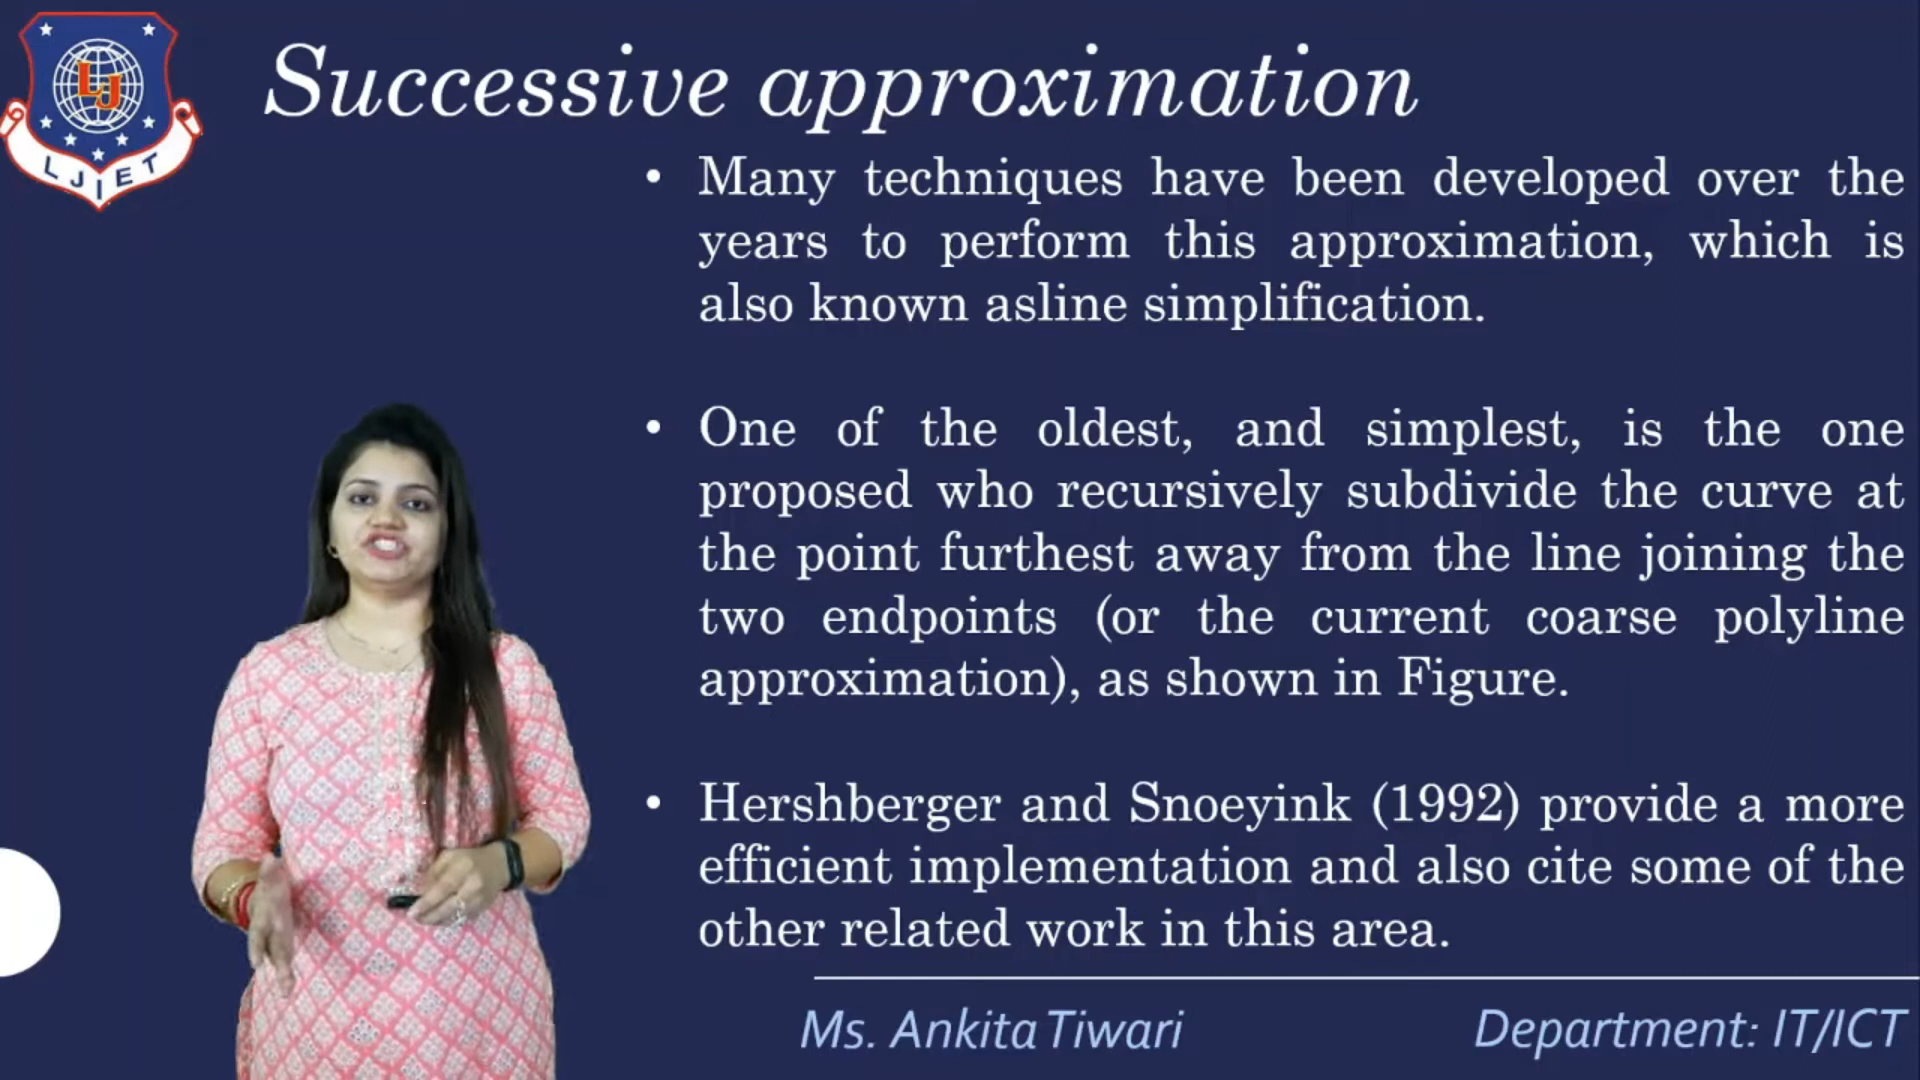 LJ
LJIET
Successive approximation
• Many techniques have been developed over the
years to perform this approximation, which is
also known asline simplification.
• One of the oldest, and simplest, is the one
proposed who recursively subdivide the curve at
the point furthest away from the line joining the
two endpoints (or the current coarse polyline
approximation), as shown in Figure.
• Hershberger and Snoeyink (1992) provide a more
efficient implementation and also cite some of the
other related work in this area.
Ms. Ankita Tiwari
Department: IT/ICT